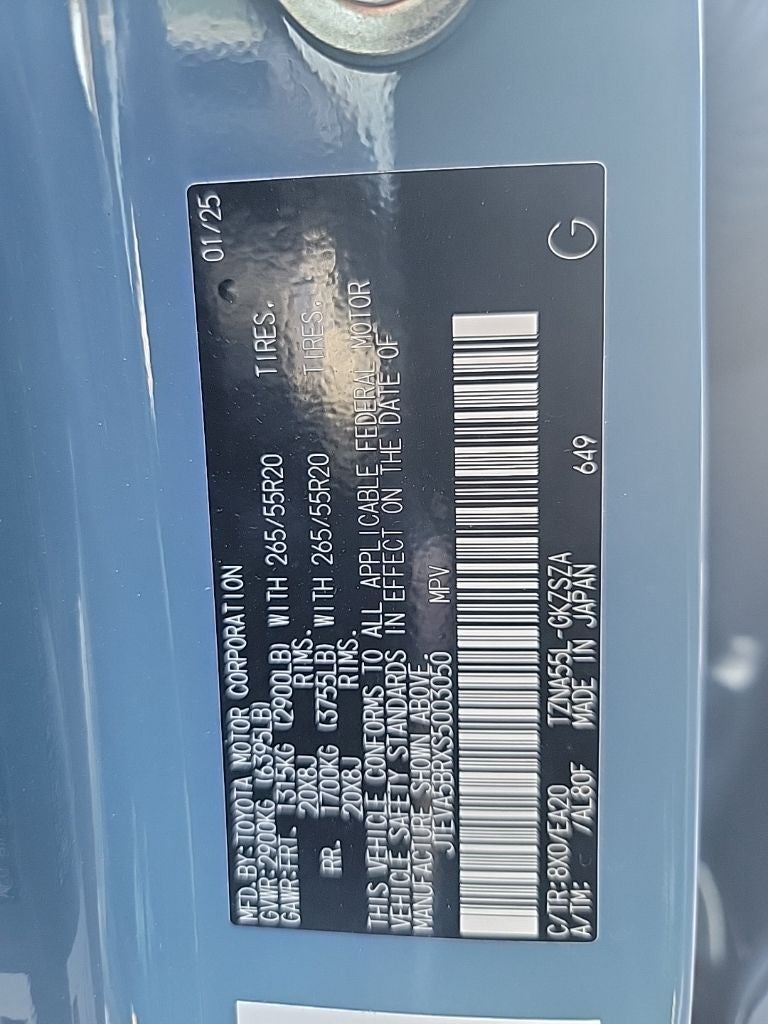 MFD. BY: TOYOTA MOTOR CORPORATION 01/25
GVWR: 2900KG (6395LB)
GAWR: FRT. 1315KG (2900LB) WITH 265/55R20 TIRES,
20X8J RIMS.
RR. 1700KG (3755LB) WITH 265/55R20 TIRES,
20X8J RIMS.
THIS VEHICLE CONFORMS TO ALL APPLICABLE FEDERAL MOTOR
VEHICLE SAFETY STANDARDS IN EFFECT ON THE DATE OF
MANUFACTURE SHOWN ABOVE.
JTEVA5BRXS5003050 MPV
C/TR: 8X0/EA20 TZNA55L-GKZSZA
A/TM: /AL80F MADE IN JAPAN 649 G